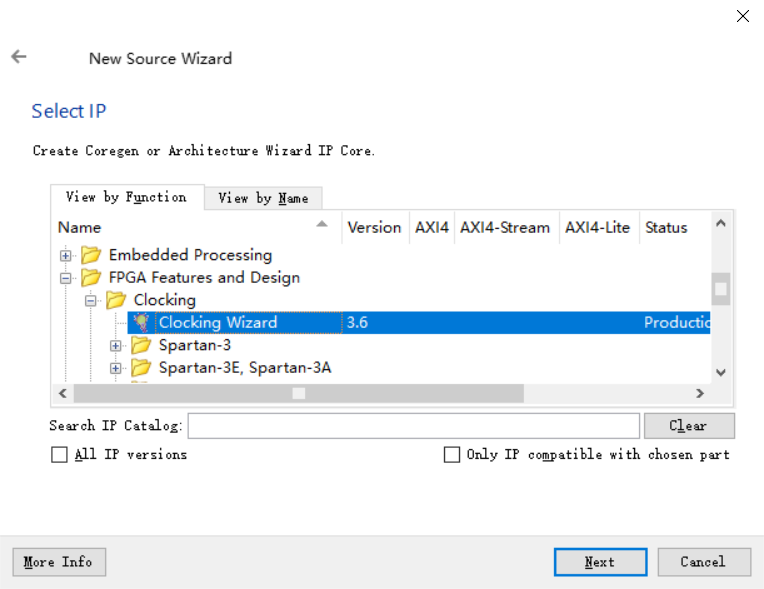 New Source Wizard
Select IP
Create Coregen or Architecture Wizard IP Core.
View by Function View by Name
Name Version AXI4 AXI4-Stream AXI4-Lite Status
Embedded Processing
FPGA Features and Design
Clocking
Clocking Wizard 3.6 Productio
Spartan-3
Spartan-3E, Spartan-3A
Search IP Catalog: Clear
All IP versions Only IP compatible with chosen part
More Info Next Cancel